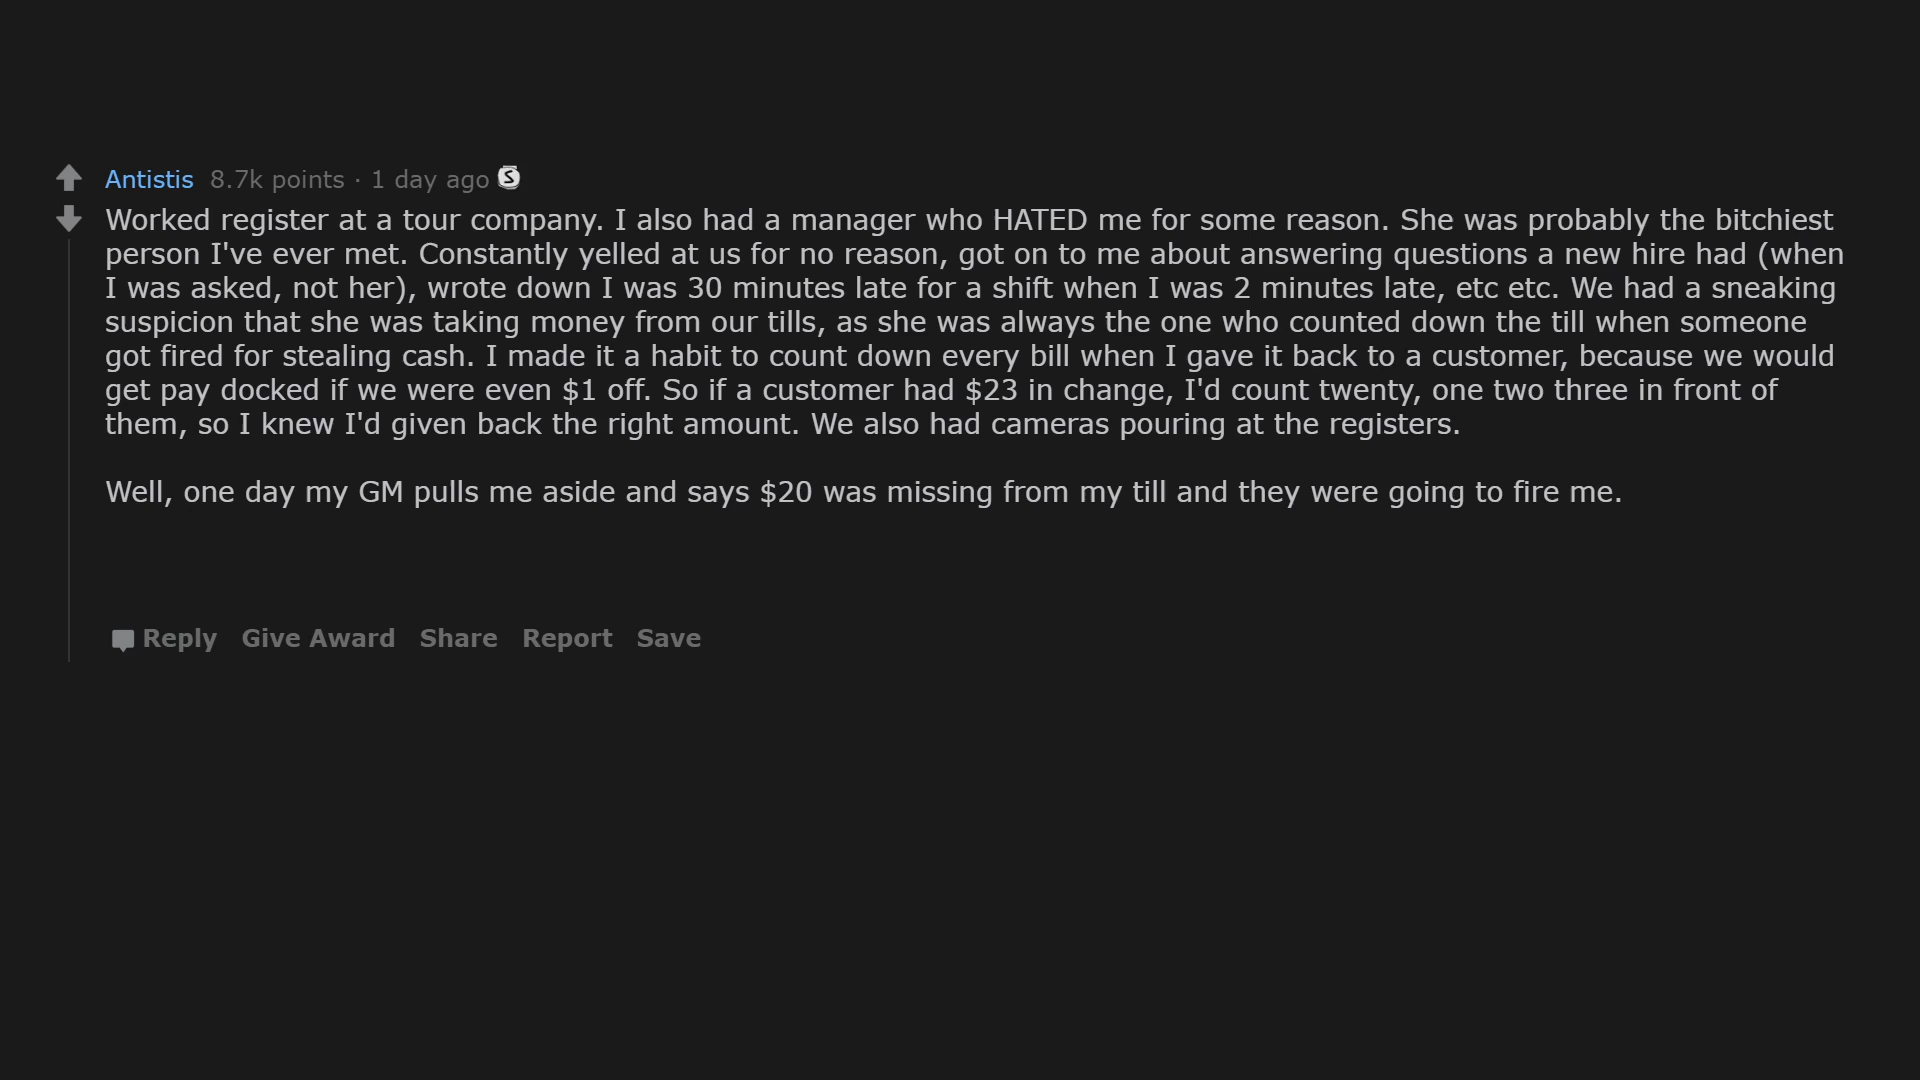 Antistis 8.7k points · 1 day ago S
Worked register at a tour company. I also had a manager who HATED me for some reason. She was probably the bitchiest
person I've ever met. Constantly yelled at us for no reason, got on to me about answering questions a new hire had (when
I was asked, not her), wrote down I was 30 minutes late for a shift when I was 2 minutes late, etc etc. We had a sneaking
suspicion that she was taking money from our tills, as she was always the one who counted down the till when someone
got fired for stealing cash. I made it a habit to count down every bill when I gave it back to a customer, because we would
get pay docked if we were even $1 off. So if a customer had $23 in change, I'd count twenty, one two three in front of
them, so I knew I'd given back the right amount. We also had cameras pouring at the registers.
Well, one day my GM pulls me aside and says $20 was missing from my till and they were going to fire me.
Reply Give Award Share Report Save